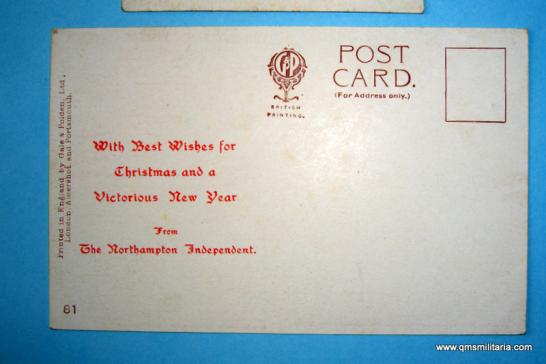 POST
CARD.
(For Address only.)
G&P
BRITISH
PRINTING.
With Best Wishes for
Christmas and a
Victorious New Year
From
The Northampton Independent.
Printed in England by Gale & Polden, Ltd.,
London, Aldershot and Portsmouth.
81
www.qmsmilitaria.com